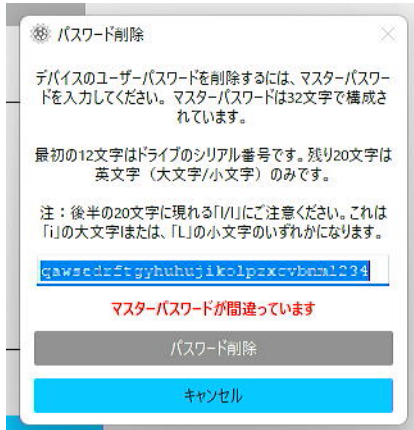 パスワード削除
デバイスのユーザーパスワードを削除するには、マスターパスワー
ドを入力してください。マスターパスワードは32文字で構成さ
れています。
最初の12文字はドライブのシリアル番号です。残り20文字は
英文字（大文字/小文字）のみです。
注：後半の20文字に現れる「I/l」にご注意ください。これは
「i」の大文字Iまたは、「L」の小文字のいずれかになります。
qawsedrftgyhuhujikolpzxcvbnm1234
マスターパスワードが間違っています
パスワード削除
キャンセル